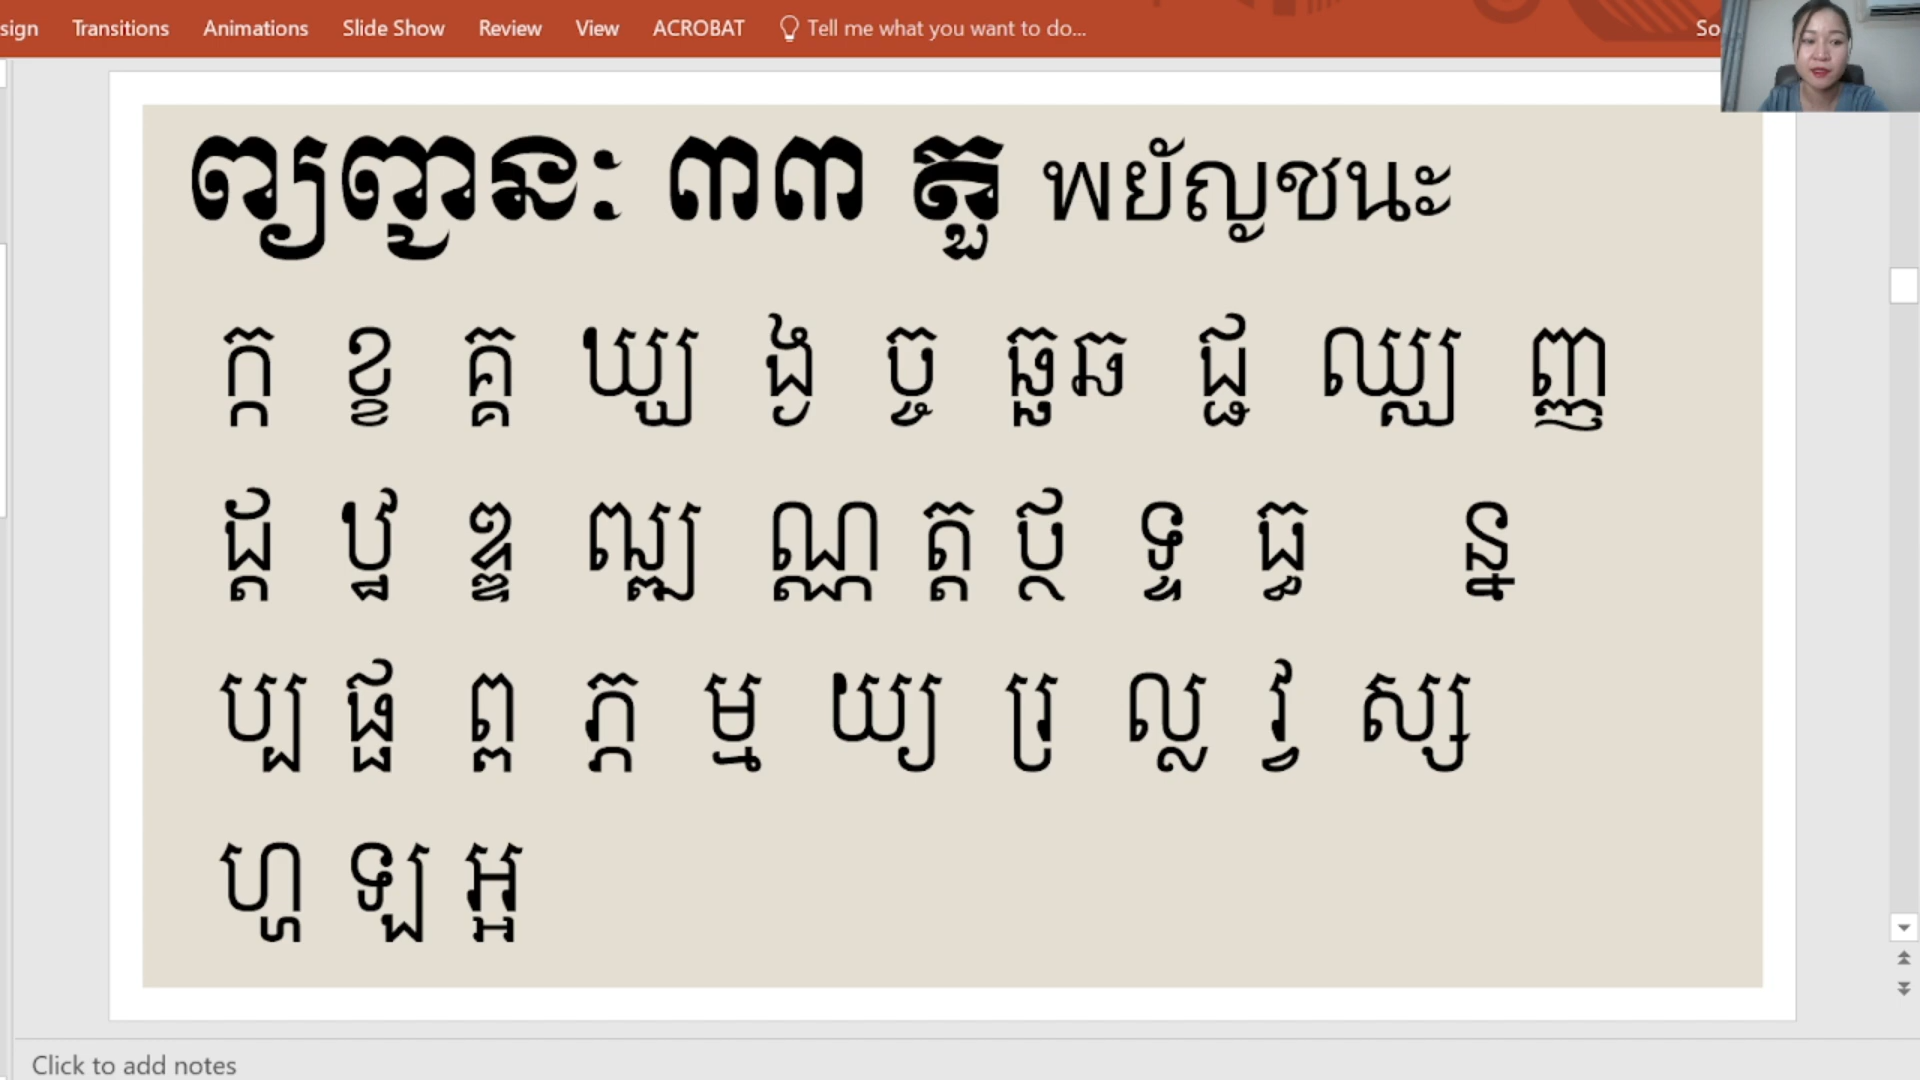 sign Transitions Animations Slide Show Review View ACROBAT Tell me what you want to do... So
ព្យញ្ជនៈ ៣៣ តួ พยัญชนะ
ក្ក ខ្ខ គ្គ ឃ្ឃ ង្ង ច្ច ឆ្ឆ ឆ ជ្ជ ឈ្ឈ ញ្ញ
ដ្ដ ឋ្ឋ ឌ្ឌ ឍ្ឍ ណ្ណ ត្ត ថ្ថ ទ្ទ ធ្ធ ន្ន
ប្ប ផ្ផ ព្ព ភ្ភ ម្ម យ្យ រ្រ ល្ល វ្វ ស្ស
ហ្ហ ឡ្ឡ អ្អ
Click to add notes